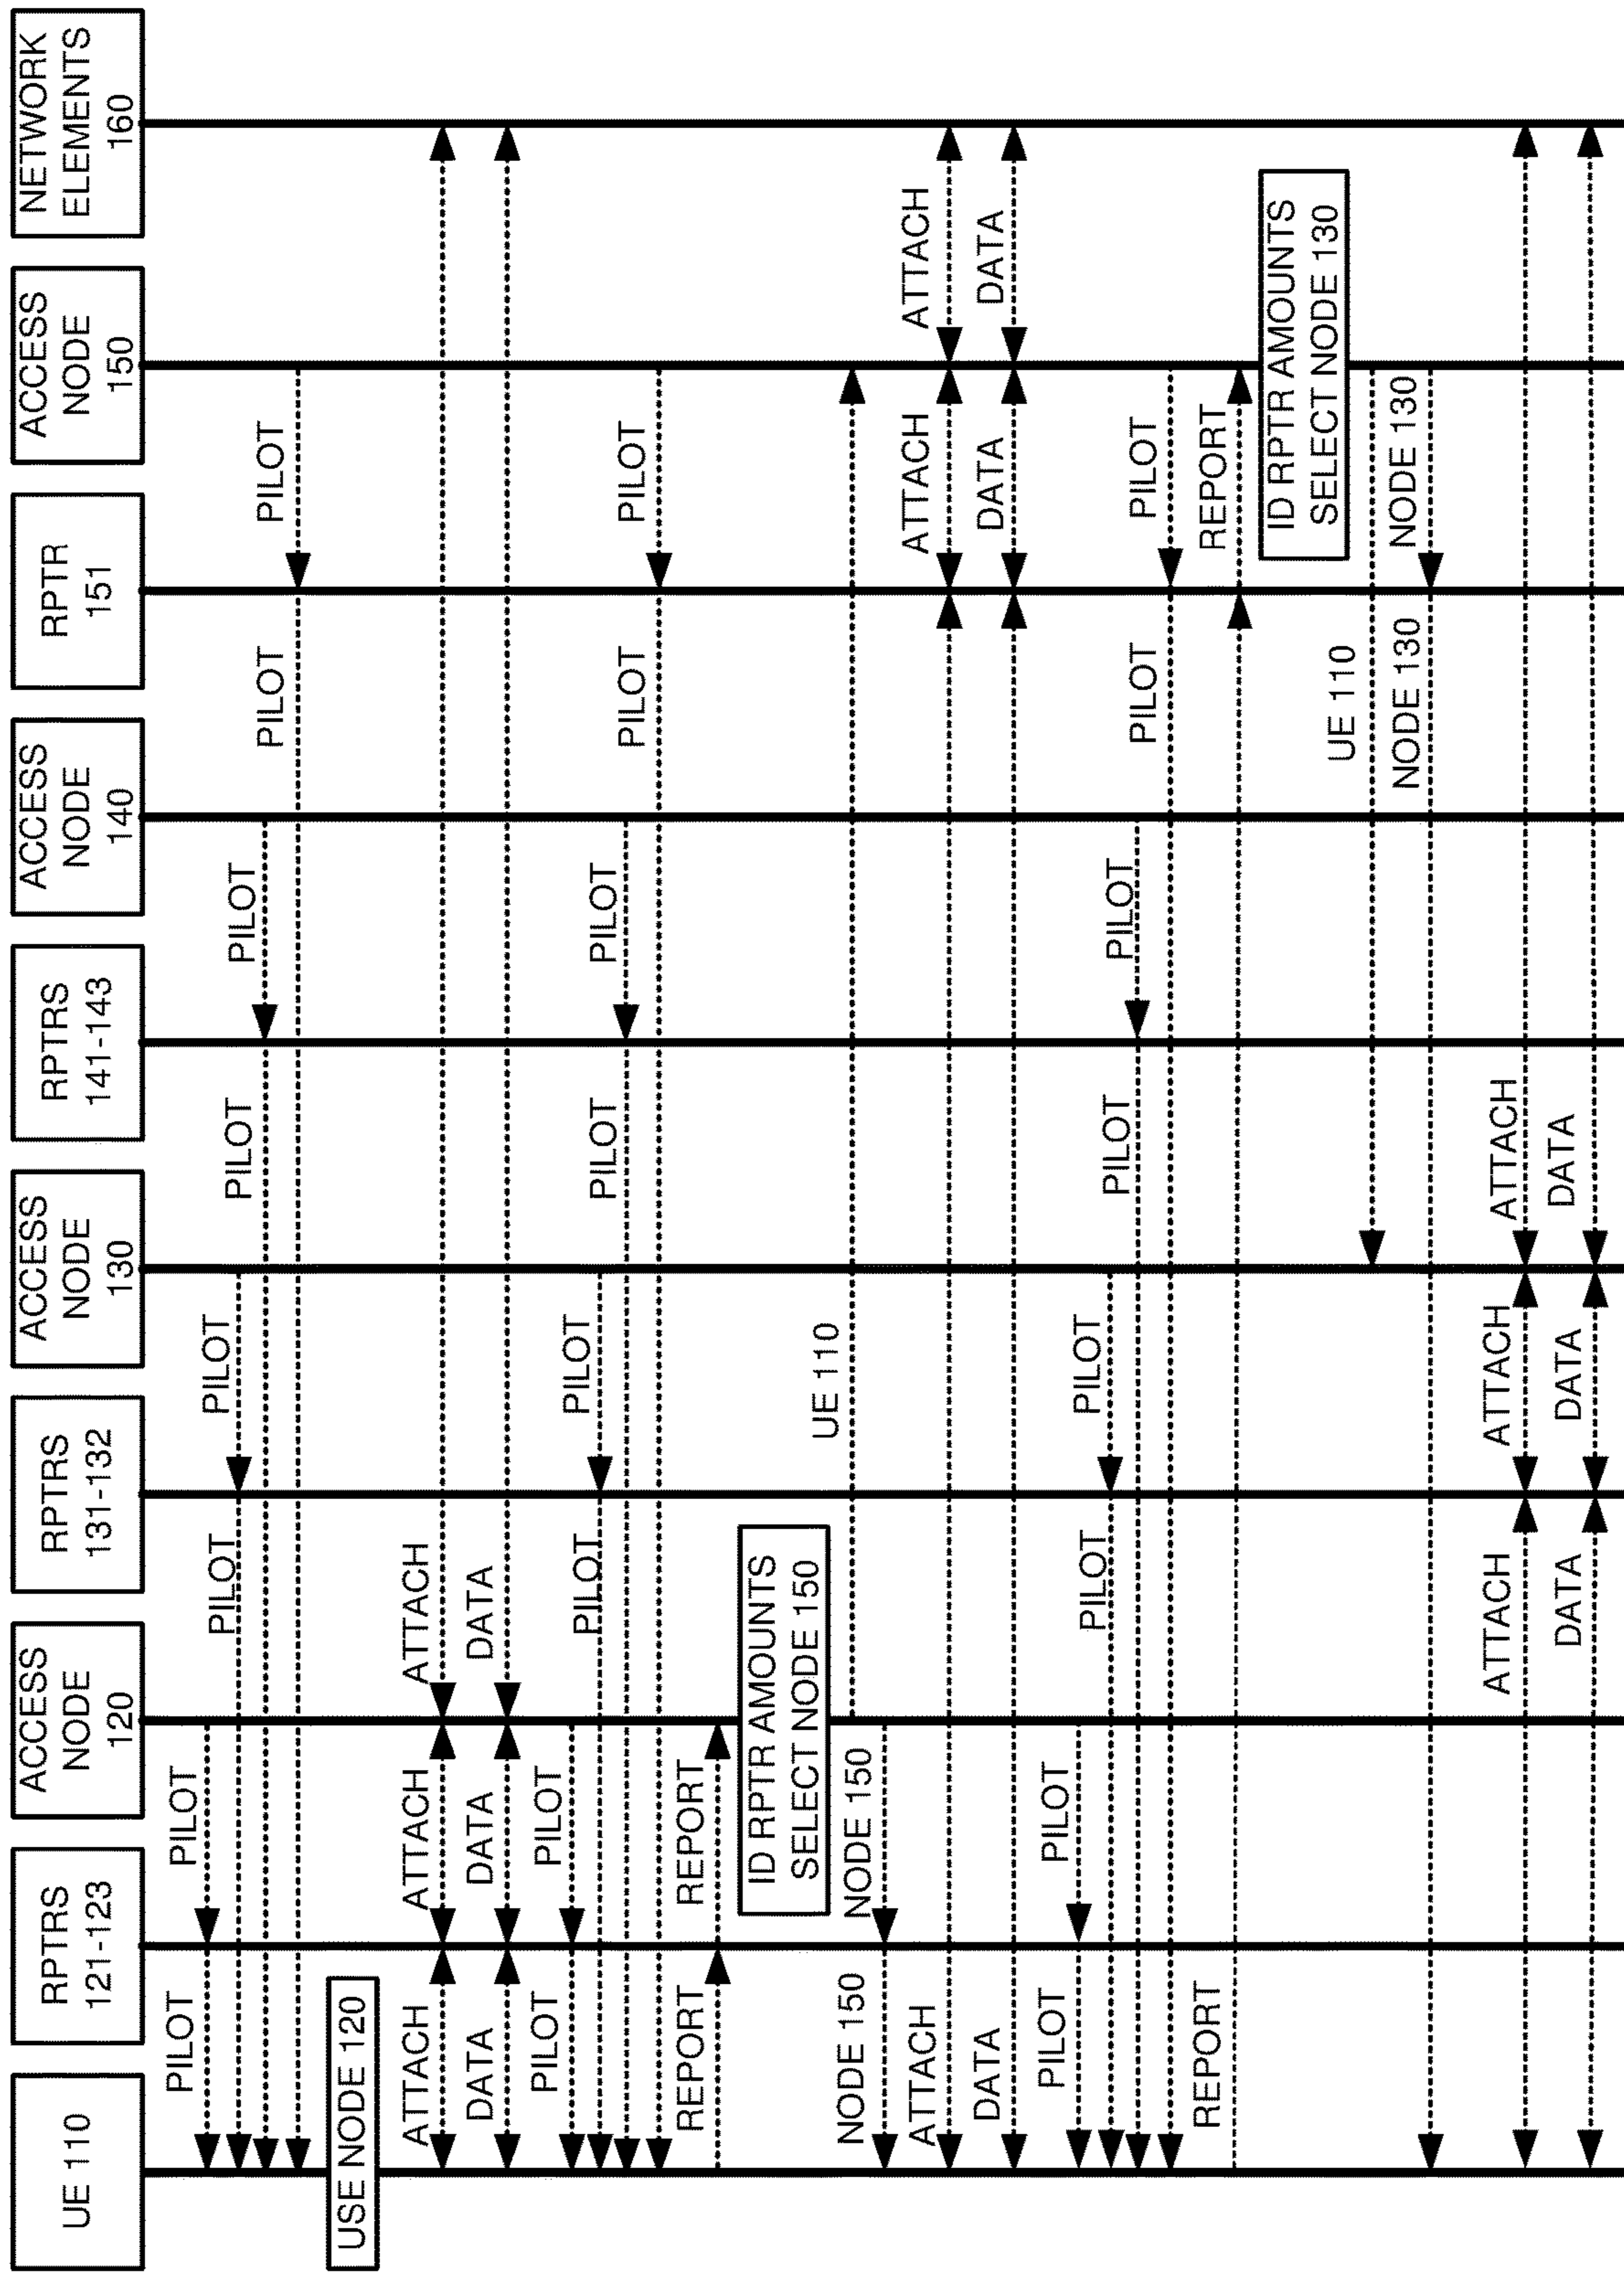 UE 110
RPTRS
121-123
ACCESS
NODE
120
RPTRS
131-132
ACCESS
NODE
130
RPTRS
141-143
ACCESS
NODE
140
RPTR
151
ACCESS
NODE
150
NETWORK
ELEMENTS
160
PILOT
PILOT
PILOT
PILOT
PILOT
PILOT
PILOT
PILOT
USE NODE 120
ATTACH
ATTACH
ATTACH
DATA
DATA
DATA
PILOT
PILOT
PILOT
PILOT
PILOT
PILOT
PILOT
PILOT
REPORT
REPORT
ID RPTR AMOUNTS
SELECT NODE 150
UE 110
NODE 150
NODE 150
ATTACH
ATTACH
ATTACH
DATA
DATA
DATA
PILOT
PILOT
PILOT
PILOT
PILOT
PILOT
PILOT
PILOT
REPORT
REPORT
ID RPTR AMOUNTS
SELECT NODE 130
UE 110
NODE 130
NODE 130
ATTACH
ATTACH
ATTACH
DATA
DATA
DATA